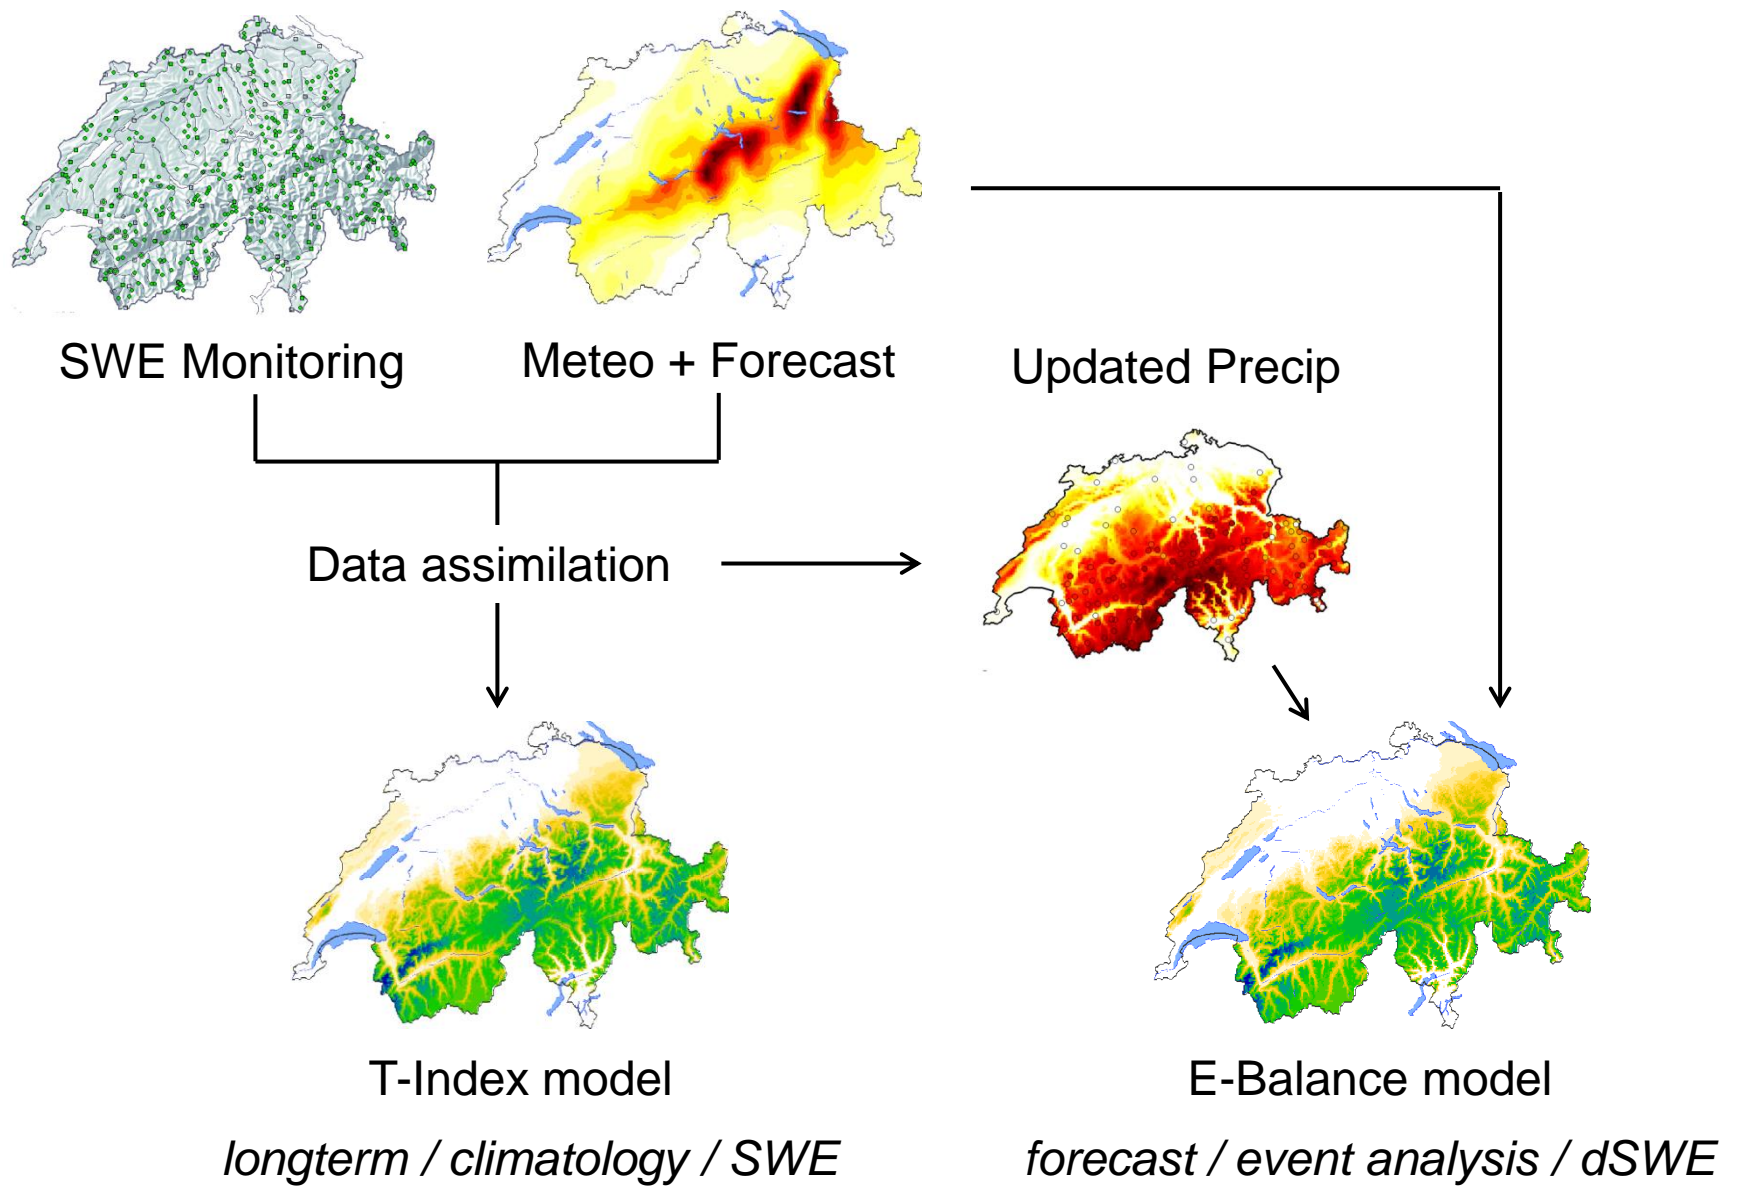 SWE Monitoring
Meteo + Forecast
Updated Precip
Data assimilation
T-Index model
E-Balance model
longterm / climatology / SWE
forecast / event analysis / dSWE